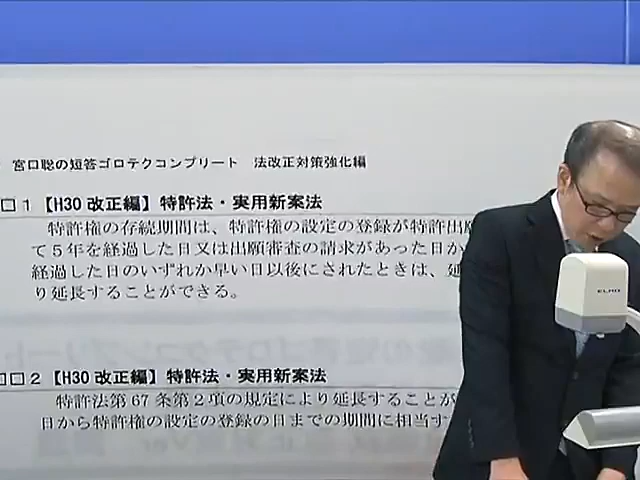 宮口聡の短答ゴロテクコンプリート 法改正対策強化編
□□1【H30 改正編】特許法・実用新案法
特許権の存続期間は、特許権の設定の登録が特許出
て５年を経過した日又は出願審査の請求があった日か
経過した日のいずれか早い日以後にされたときは、延
り延長することができる。
□□2【H30 改正編】特許法・実用新案法
特許法第 67 条第２項の規定により延長することが
日から特許権の設定の登録の日までの期間に相当す
ELMO